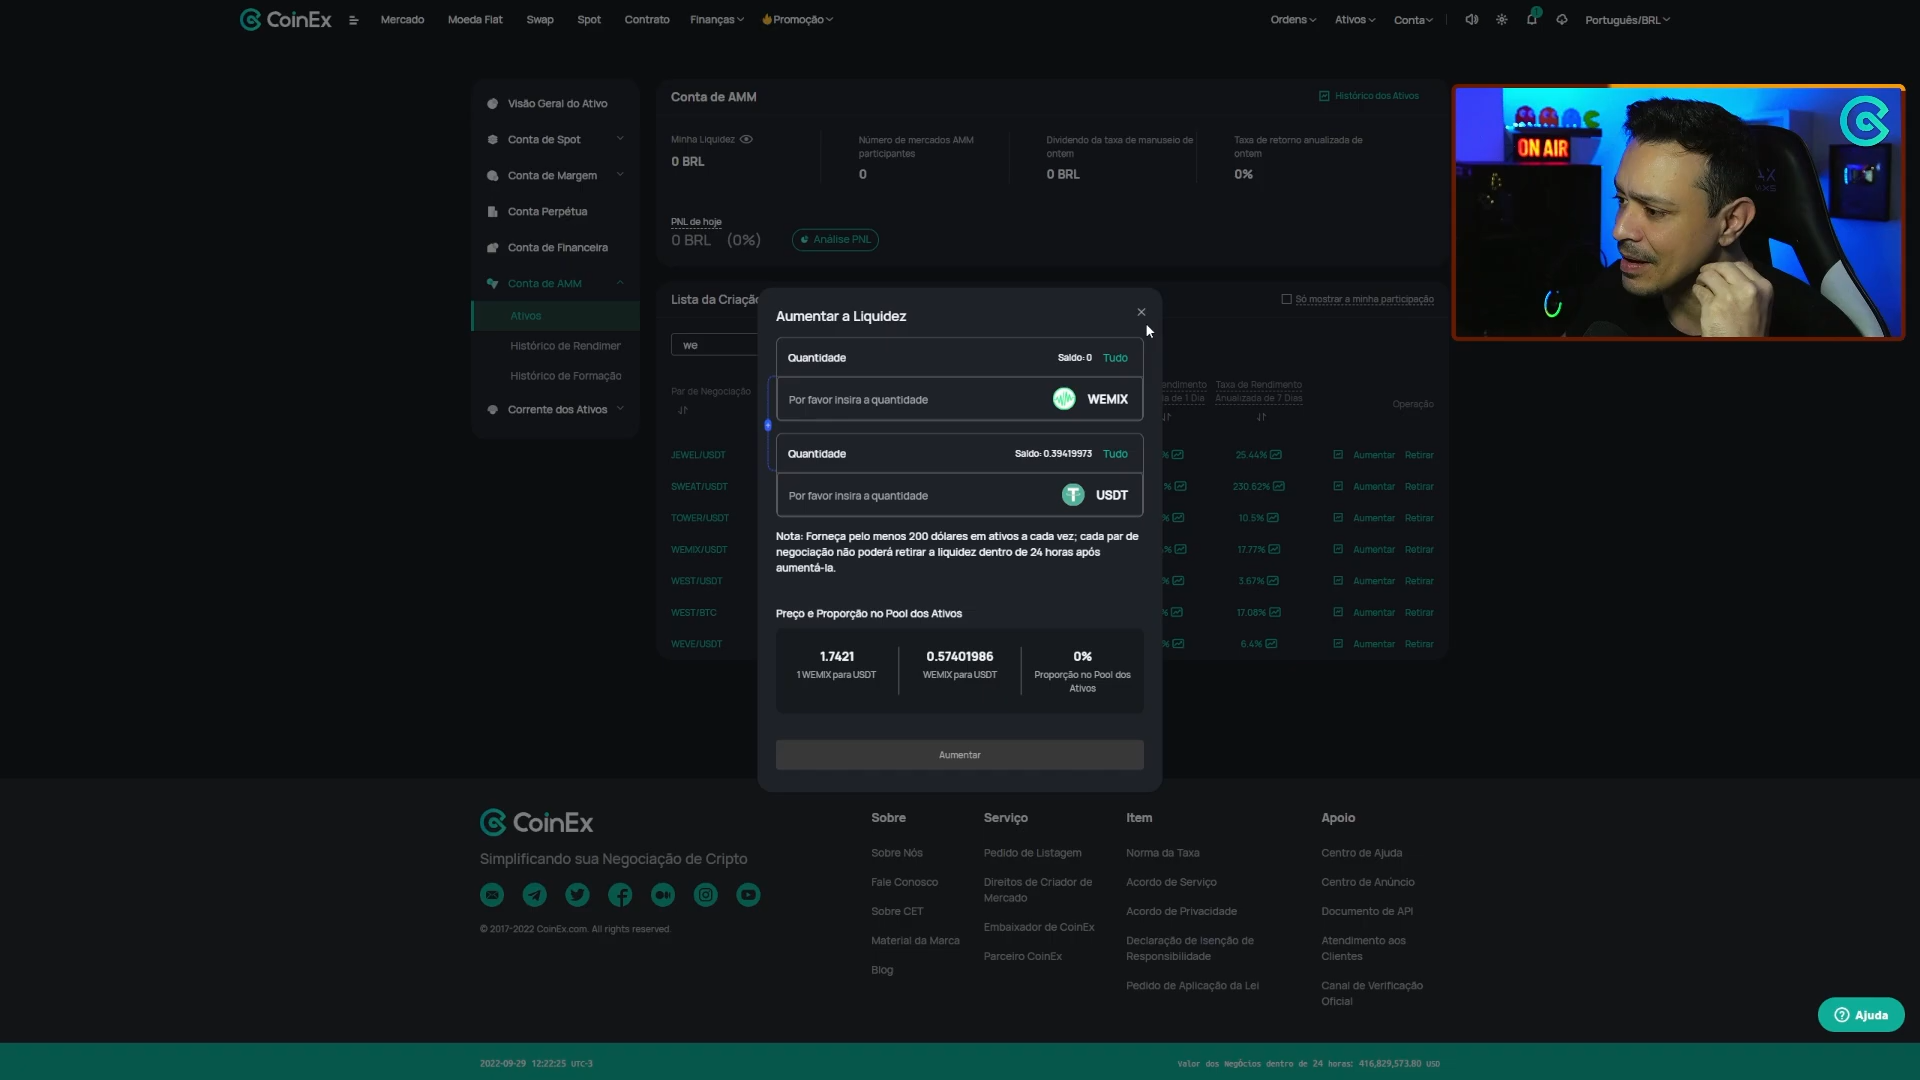 CoinEx Mercado Moeda Fiat Swap Spot Contrato Finanças Promoção Ordens Ativos Conta 1 Português/BRL
Visão Geral do Ativo
Conta de Spot
Conta de Margem
Conta Perpétua
Conta de Financeira
Conta de AMM
Ativos
Histórico de Rendimer
Histórico de Formação
Corrente dos Ativos
Conta de AMM Histórico dos Ativos
Minha Liquidez
0 BRL
Número de mercados AMM
participantes
0
Dividendo da taxa de manuseio de
ontem
0 BRL
Taxa de retorno anualizada de
ontem
0%
PNL de hoje
0 BRL (0%) Análise PNL
ON AIR
Lista da Criação Só mostrar a minha participação
we
Par de Negociação
Taxa de Rendimento
Anualizada de 7 Dias
Operação
JEWEL/USDT 25.44% Aumentar Retirar
SWEAT/USDT 230.62% Aumentar Retirar
TOWER/USDT 10.5% Aumentar Retirar
WEMIX/USDT 17.77% Aumentar Retirar
WEST/USDT 3.67% Aumentar Retirar
WEST/BTC 17.08% Aumentar Retirar
WEVE/USDT 6.4% Aumentar Retirar
Aumentar a Liquidez
Quantidade Saldo: 0 Tudo
Por favor insira a quantidade WEMIX
Quantidade Saldo: 0.39419973 Tudo
Por favor insira a quantidade USDT
Nota: Forneça pelo menos 200 dólares em ativos a cada vez; cada par de
negociação não poderá retirar a liquidez dentro de 24 horas após
aumentá-la.
Preço e Proporção no Pool dos Ativos
1.7421
1 WEMIX para USDT
0.57401986
WEMIX para USDT
0%
Proporção no Pool dos
Ativos
Aumentar
CoinEx
Simplificando sua Negociação de Cripto
© 2017-2022 CoinEx.com. All rights reserved
Sobre
Sobre Nós
Fale Conosco
Sobre CET
Material da Marca
Blog
Serviço
Pedido de Listagem
Direitos de Criador de
Mercado
Embaixador de CoinEx
Parceiro CoinEx
Item
Norma da Taxa
Acordo de Serviço
Acordo de Privacidade
Declaração de Isenção de
Responsibilidade
Pedido de Aplicação da Lei
Apoio
Centro de Ajuda
Centro de Anúncio
Documento de API
Atendimento aos
Clientes
Canal de Verificação
Oficial
Ajuda
2022-09-29 12:22:25 UTC-3 Valor dos Negócios dentro de 24 horas: 416,829,573.80 USD